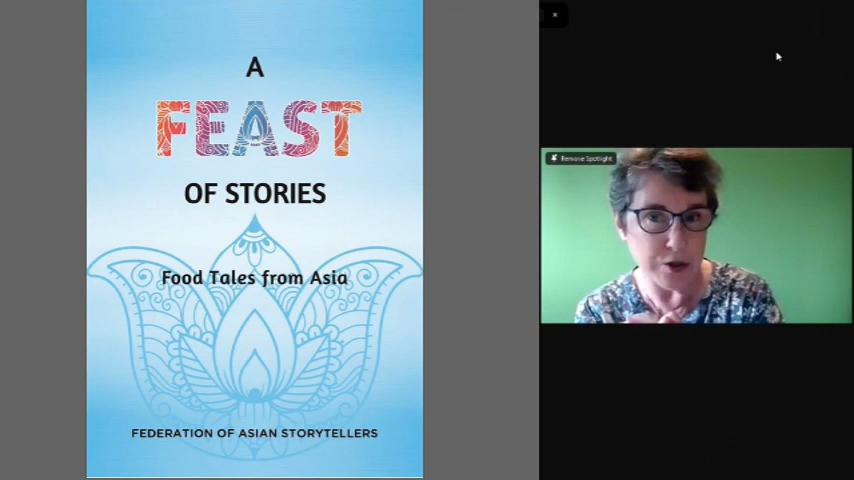 A
FEAST
OF STORIES
Food Tales from Asia
FEDERATION OF ASIAN STORYTELLERS
Remove Spotlight